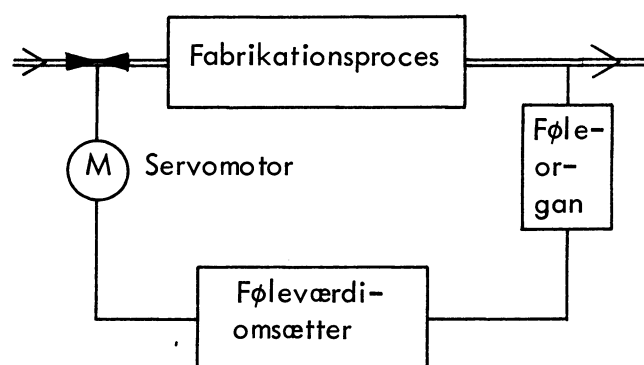 Fabrikationsproces
Føle-
or-
gan
M
Servomotor
Føleværdi-
omsætter